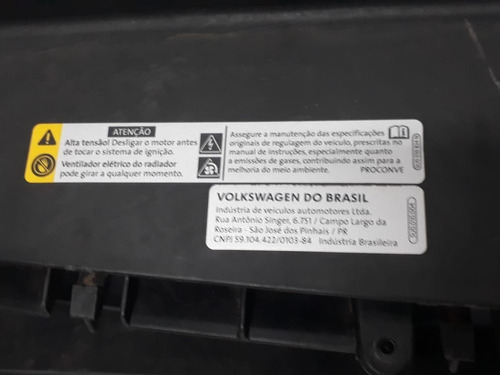 ATENÇÃO
Alta tensão! Desligar o motor antes
de tocar o sistema de ignição.
Ventilador elétrico do radiador
pode girar a qualquer momento.
Assegure a manutenção das especificações
originais de regulagem do veículo, prescritas no
manual de instruções, especialmente quanto
a emissões de gases, contribuindo assim para a
melhoria do meio ambiente. PROCONVE
VOLKSWAGEN DO BRASIL
Indústria de veículos automotores Ltda.
Rua Antônio Singer, 6.751 / Campo Largo da
Roseira - São José dos Pinhais / PR
CNPJ 59.104.422/0103-84 Indústria Brasileira